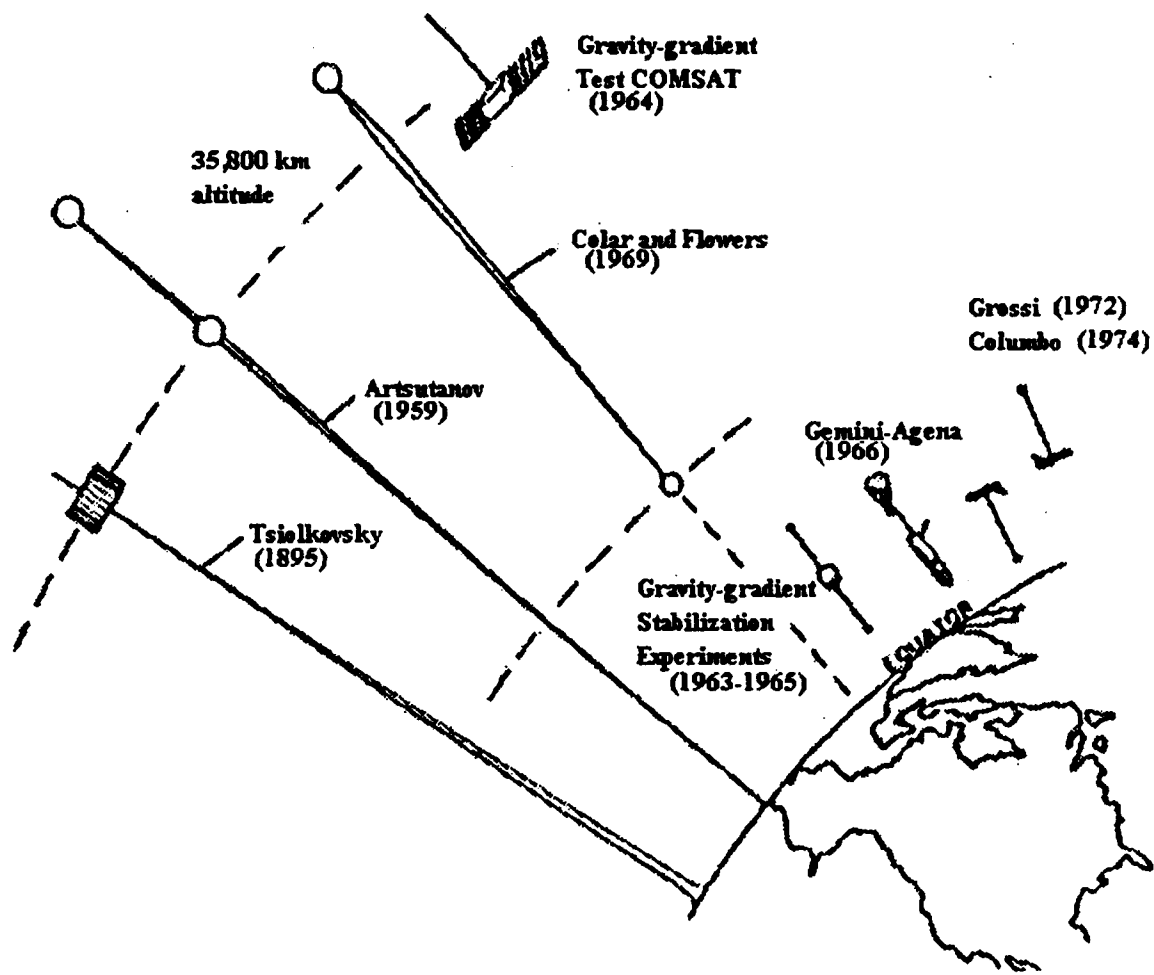 Gravity-gradient
Test COMSAT
(1964)
35,800 km
altitude
Colar and Flowers
(1969)
Grossi (1972)
Columbo (1974)
Artsutanov
(1959)
Gemini-Agena
(1966)
Tsiolkovsky
(1895)
Gravity-gradient
Stabilization
Experiments
(1963-1965)
EQUATOR